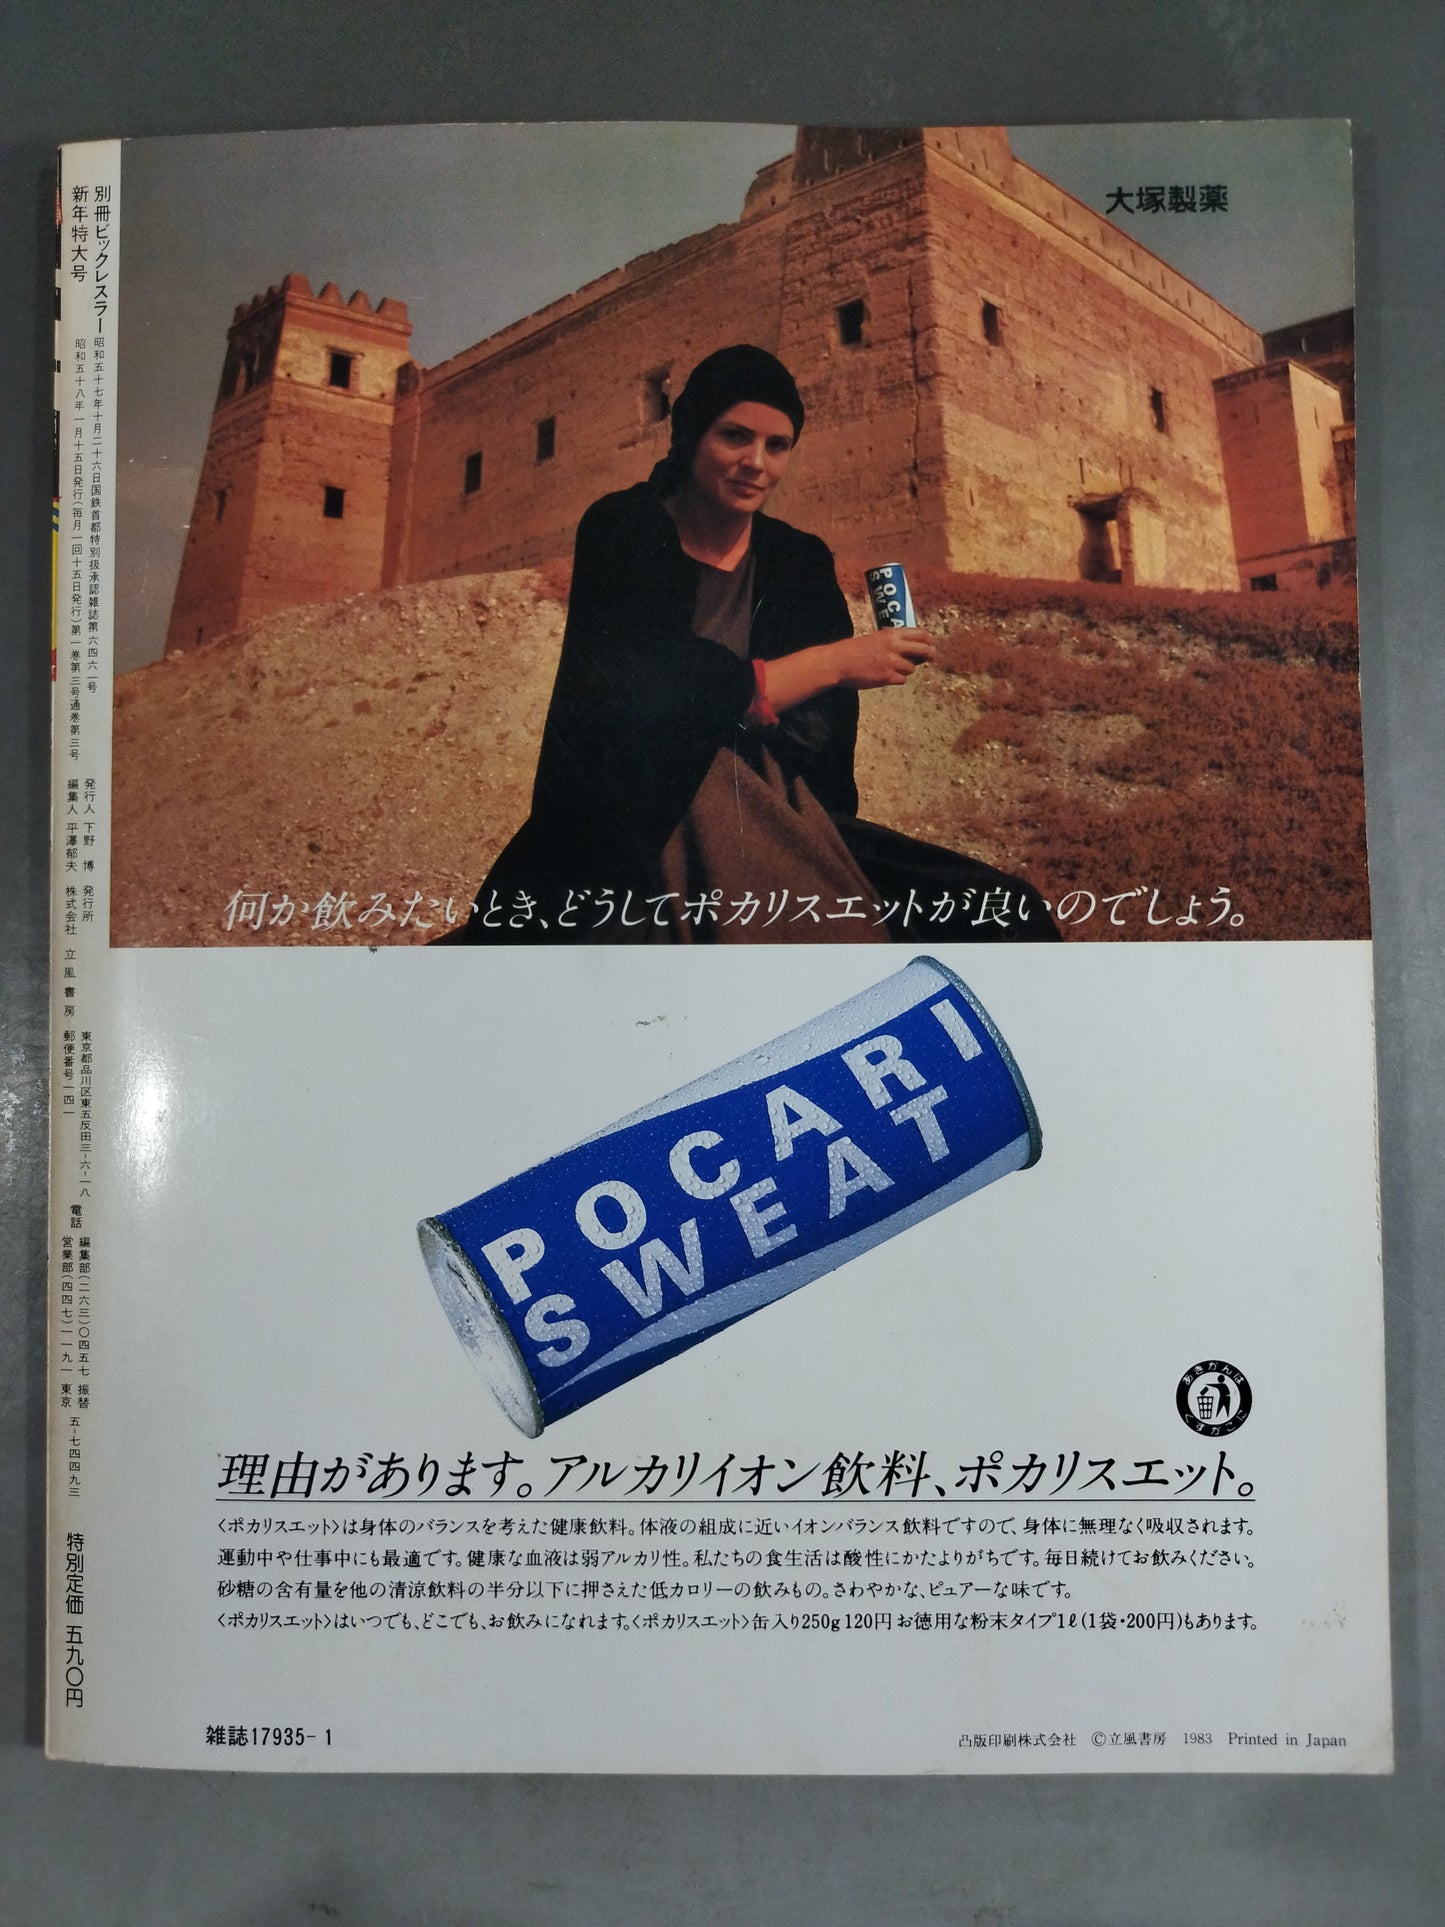 別冊ビックレスラー 昭和五十七年十月二十六日国鉄首都特別扱承認雑誌第六四六一号
新年特大号 昭和五十八年一月十五日発行(毎月一回十五日発行)第一巻第三号通巻第三号
発行人 下野 博
編集人 平澤郁夫
発行所
株式会社 立風書房
東京都品川区東五反田三-六-一八
郵便番号一四一
電話
編集部(二六三)〇四五七
営業部(四四七)一一九一
振替
東京 五-七四四九三
特別定価 五九〇円
大塚製薬
POCA
SWE
何か飲みたいとき、どうしてポカリスエットが良いのでしょう。
POCARI
SWEAT
あきかんは
くずかごに
理由があります。アルカリイオン飲料、ポカリスエット。
〈ポカリスエット〉は身体のバランスを考えた健康飲料。体液の組成に近いイオンバランス飲料ですので、身体に無理なく吸収されます。
運動中や仕事中にも最適です。健康な血液は弱アルカリ性。私たちの食生活は酸性にかたよりがちです。毎日続けてお飲みください。
砂糖の含有量を他の清涼飲料の半分以下に押さえた低カロリーの飲みもの。さわやかな、ピュアーな味です。
〈ポカリスエット〉はいつでも、どこでも、お飲みになれます。〈ポカリスエット〉缶入り250g120円 お徳用な粉末タイプ1ℓ(1袋・200円)もあります。
雑誌17935-1
凸版印刷株式会社 ©立風書房 1983 Printed in Japan